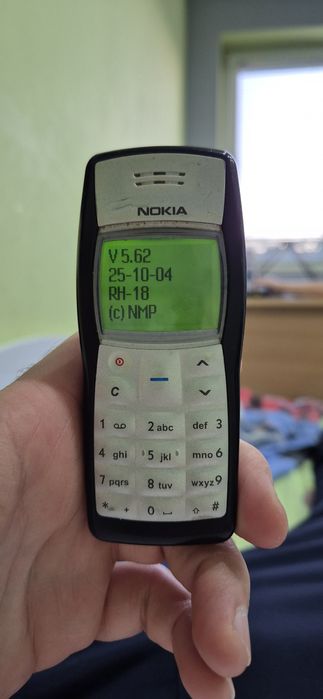 NOKIA
V 5.62
25-10-04
RH-18
(c) NMP
C
1 2 abc def 3
4 ghi 5 jkl mno 6
7 pqrs 8 tuv wxyz 9
* + 0 #